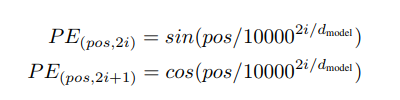 PE(pos,2i) = sin(pos/10000^{2i/d_model})
PE(pos,2i+1) = cos(pos/10000^{2i/d_model})